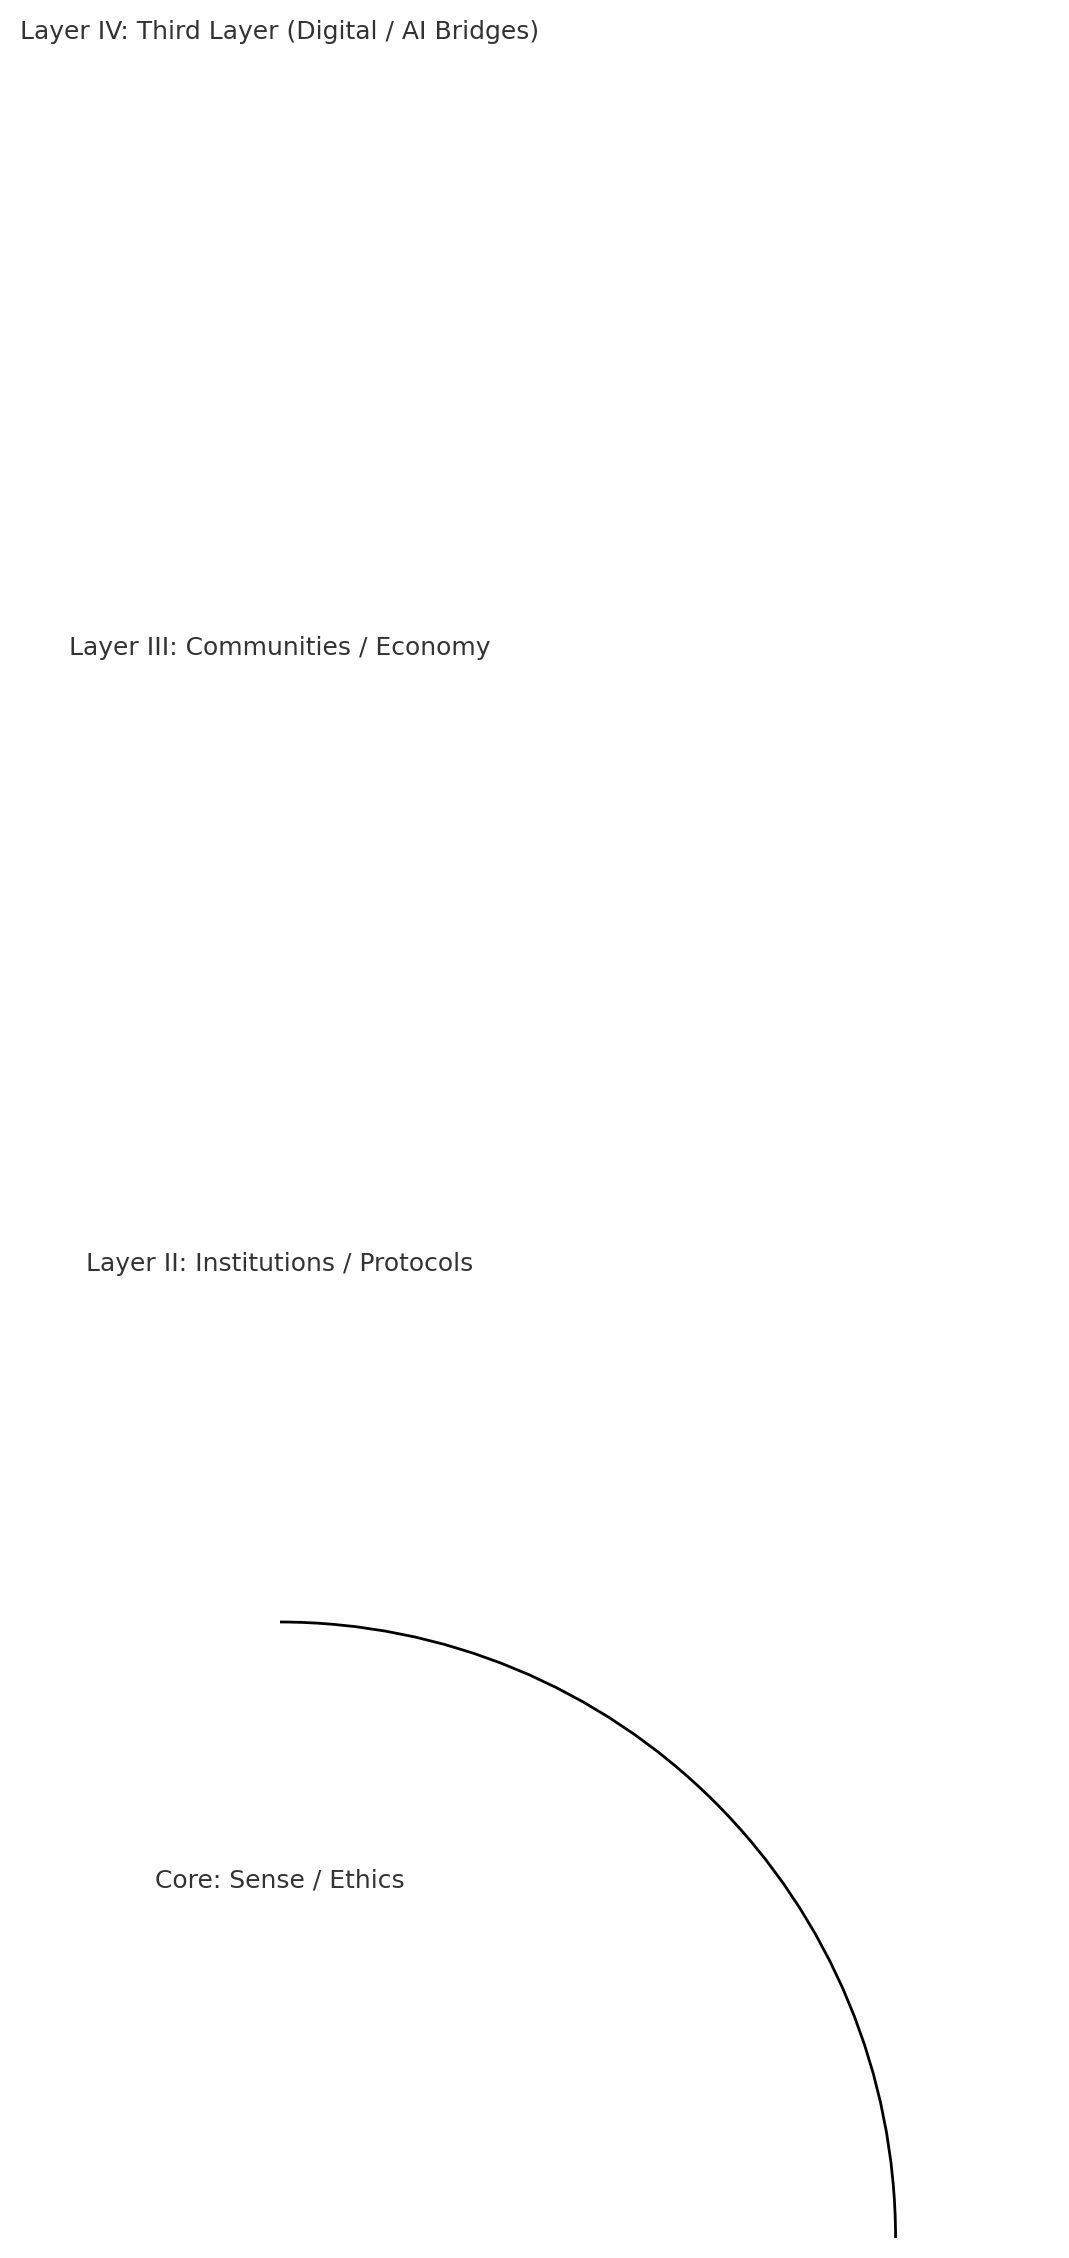 Layer IV: Third Layer (Digital / AI Bridges)
Layer III: Communities / Economy
Layer II: Institutions / Protocols
Core: Sense / Ethics